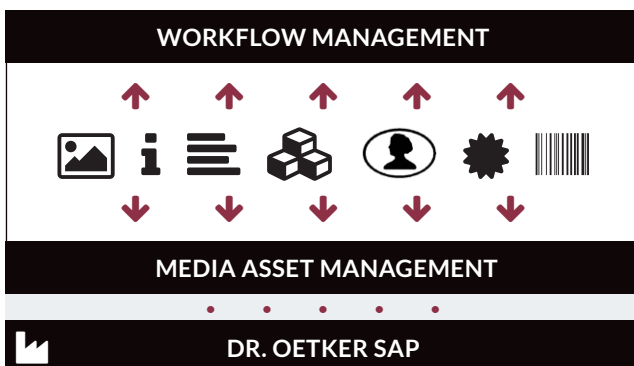 WORKFLOW MANAGEMENT
MEDIA ASSET MANAGEMENT
DR. OETKER SAP